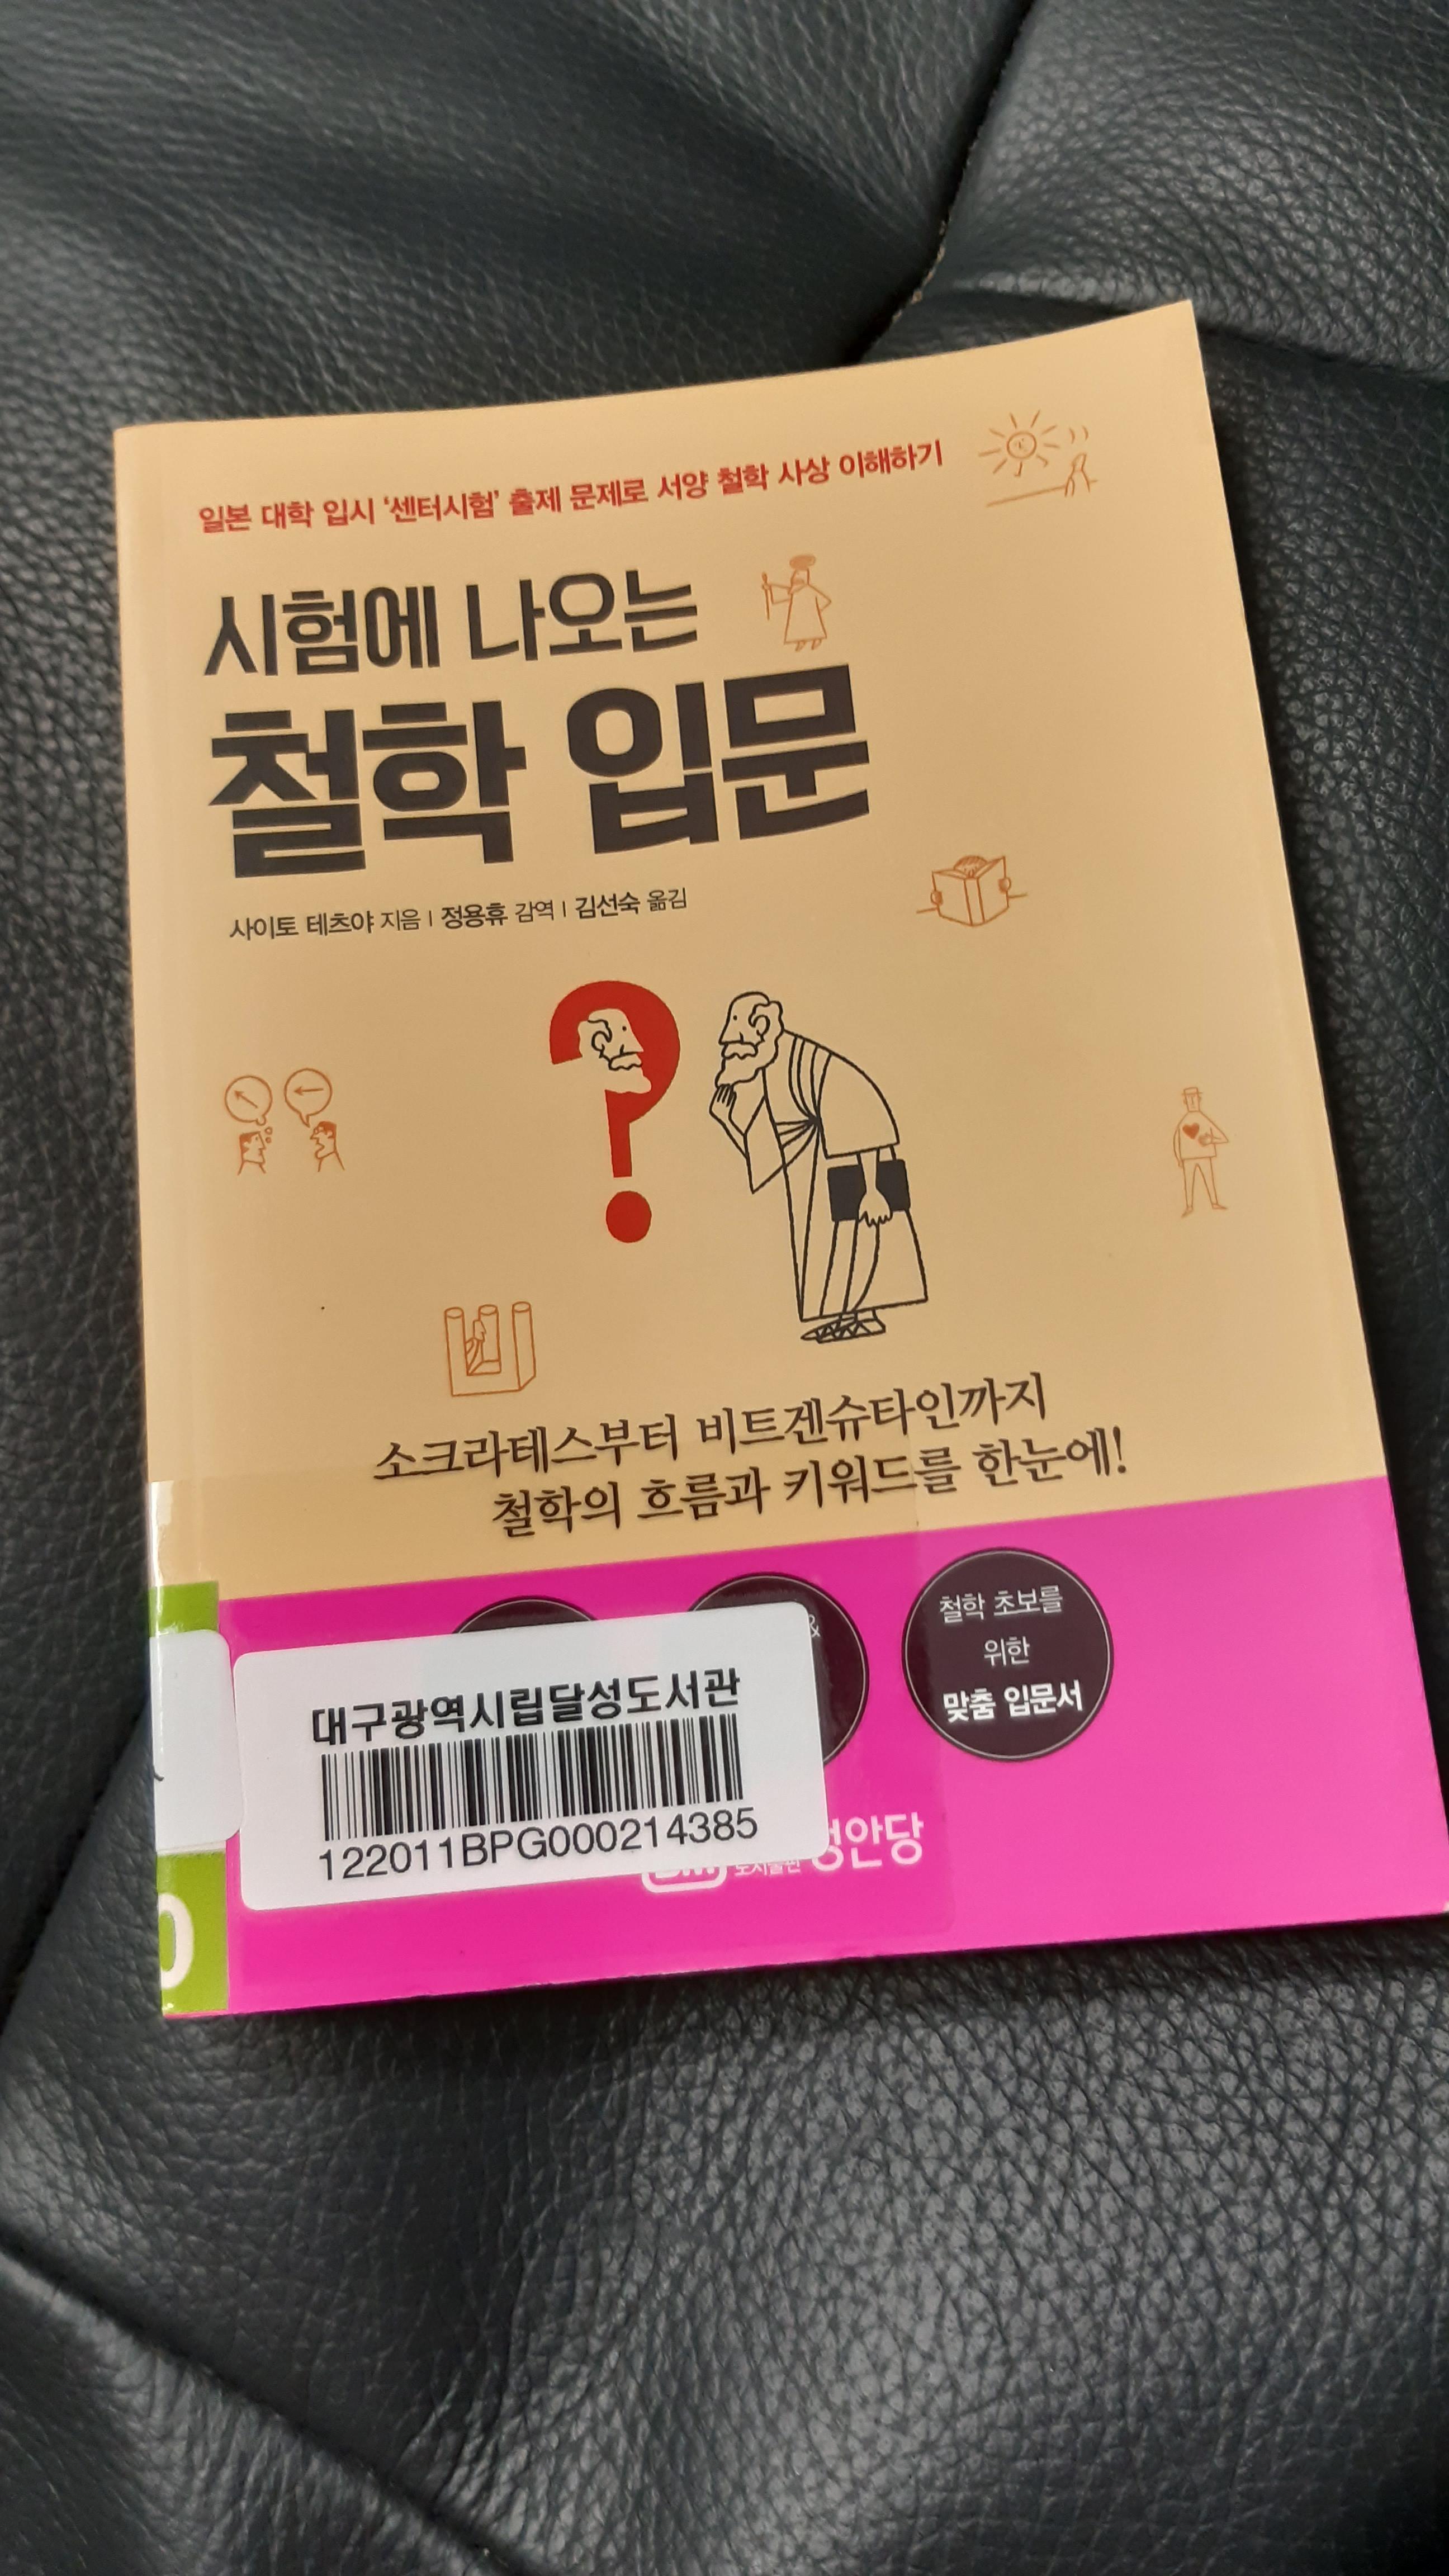 일본 대학 입시 '센터시험' 출제 문제로 서양 철학 사상 이해하기
시험에 나오는
철학 입문
사이토 테츠야 지음 | 정용휴 감역 | 김선숙 옮김
소크라테스부터 비트겐슈타인까지
철학의 흐름과 키워드를 한눈에!
&
철학 초보를
위한
맞춤 입문서
대구광역시립달성도서관
122011BPG000214385
안당
0